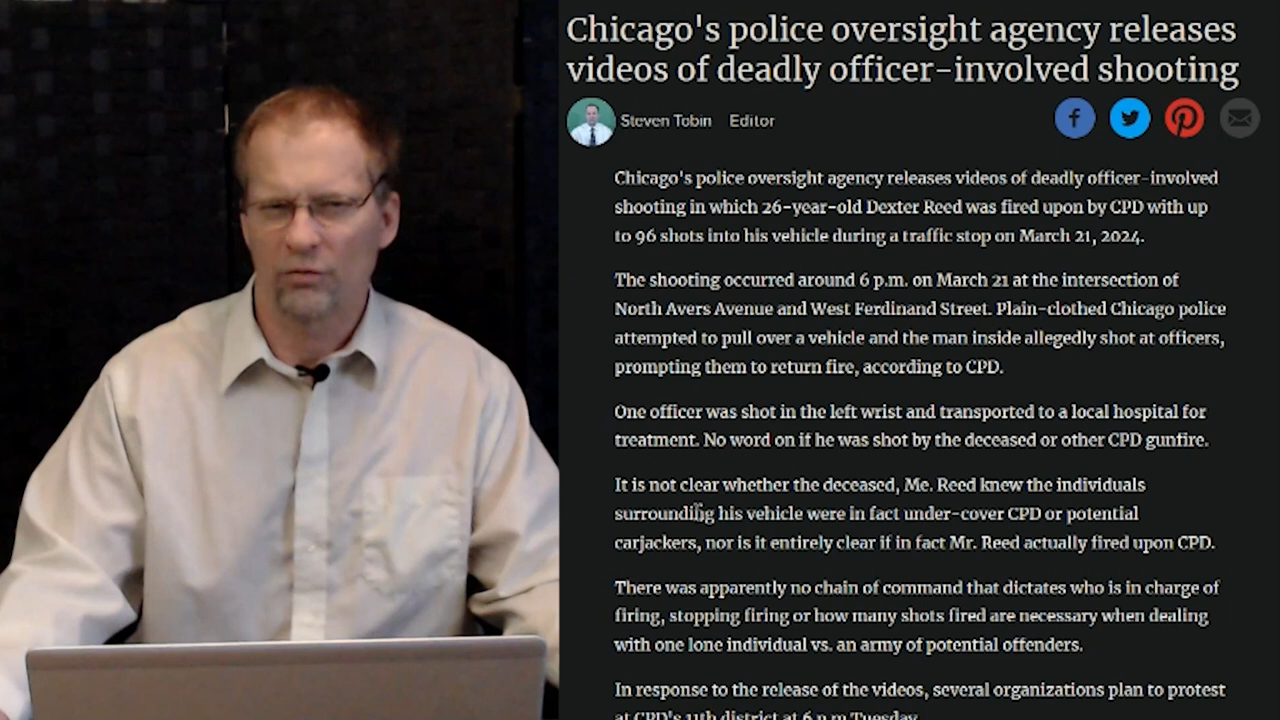 Chicago's police oversight agency releases
videos of deadly officer-involved shooting
Steven Tobin Editor
Chicago's police oversight agency releases videos of deadly officer-involved
shooting in which 26-year-old Dexter Reed was fired upon by CPD with up
to 96 shots into his vehicle during a traffic stop on March 21, 2024.
The shooting occurred around 6 p.m. on March 21 at the intersection of
North Avers Avenue and West Ferdinand Street. Plain-clothed Chicago police
attempted to pull over a vehicle and the man inside allegedly shot at officers,
prompting them to return fire, according to CPD.
One officer was shot in the left wrist and transported to a local hospital for
treatment. No word on if he was shot by the deceased or other CPD gunfire.
It is not clear whether the deceased, Me. Reed knew the individuals
surrounding his vehicle were in fact under-cover CPD or potential
carjackers, nor is it entirely clear if in fact Mr. Reed actually fired upon CPD.
There was apparently no chain of command that dictates who is in charge of
firing, stopping firing or how many shots fired are necessary when dealing
with one lone individual vs. an army of potential offenders.
In response to the release of the videos, several organizations plan to protest
at CPD's 11th district at 6 p.m Tuesday.